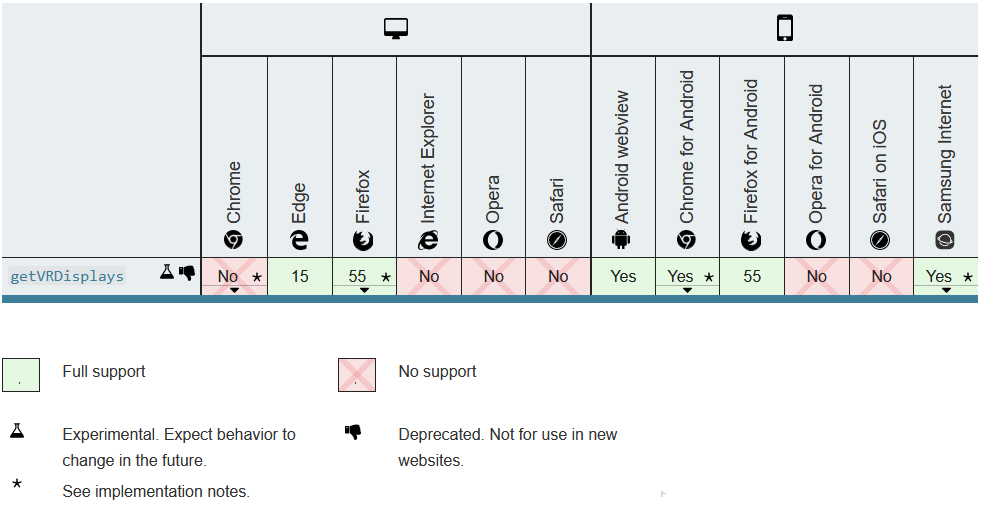 Chrome
Edge
Firefox
Internet Explorer
Opera
Safari
Android webview
Chrome for Android
Firefox for Android
Opera for Android
Safari on iOS
Samsung Internet
getVRDisplays No * 15 55 * No No No Yes Yes * 55 No No Yes *
Full support No support
Experimental. Expect behavior to Deprecated. Not for use in new
change in the future. websites.
* See implementation notes.